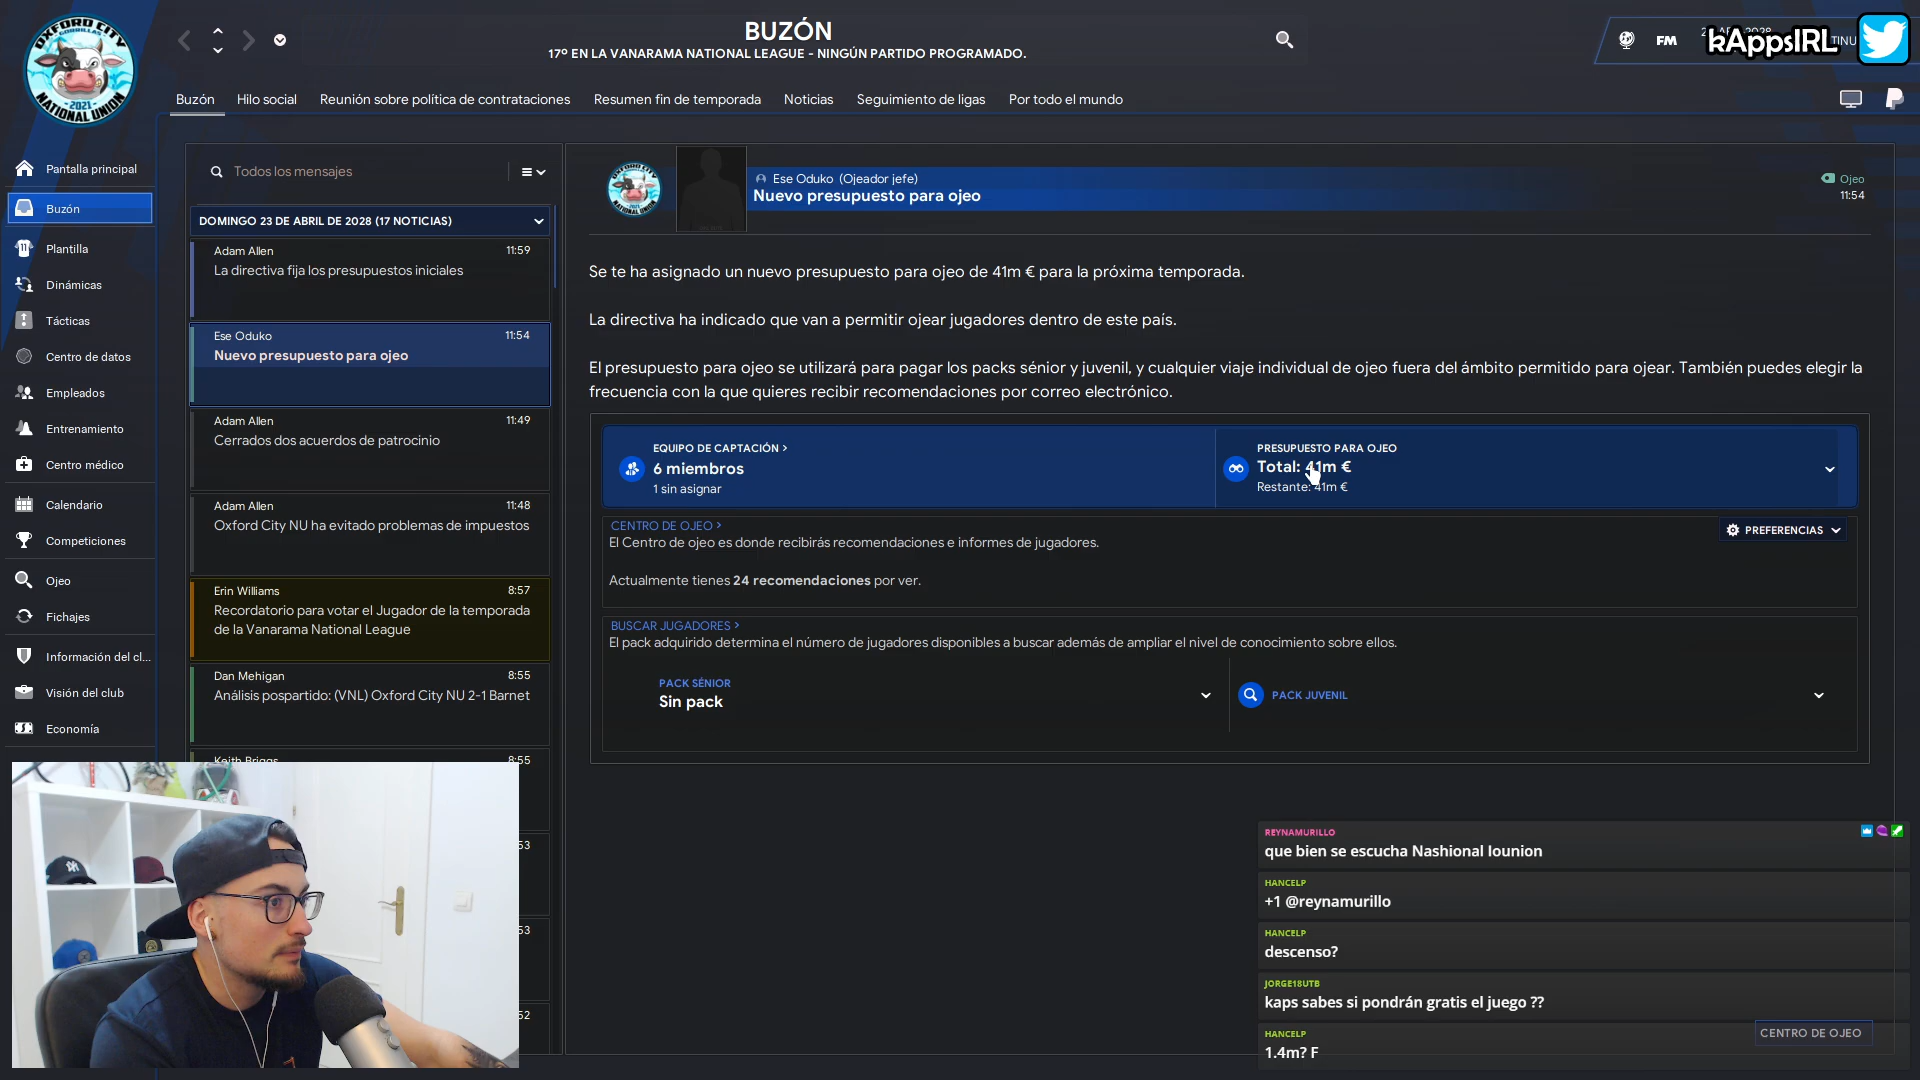 OXFORD CITY
GORRILLAS
2021
NATIONAL UNION
BUZÓN
17º EN LA VANARAMA NATIONAL LEAGUE - NINGÚN PARTIDO PROGRAMADO.
FM
kAppsIRL
Buzón
Hilo social
Reunión sobre política de contrataciones
Resumen fin de temporada
Noticias
Seguimiento de ligas
Por todo el mundo
Pantalla principal
Buzón
Plantilla
Dinámicas
Tácticas
Centro de datos
Empleados
Entrenamiento
Centro médico
Calendario
Competiciones
Ojeo
Fichajes
Información del cl...
Visión del club
Economía
Todos los mensajes
DOMINGO 23 DE ABRIL DE 2028 (17 NOTICIAS)
Adam Allen 11:59
La directiva fija los presupuestos iniciales
Ese Oduko 11:54
Nuevo presupuesto para ojeo
Adam Allen 11:49
Cerrados dos acuerdos de patrocinio
Adam Allen 11:48
Oxford City NU ha evitado problemas de impuestos
Erin Williams 8:57
Recordatorio para votar el Jugador de la temporada
de la Vanarama National League
Dan Mehigan 8:55
Análisis pospartido: (VNL) Oxford City NU 2-1 Barnet
Keith Briggs 8:55
53
53
52
Ese Oduko (Ojeador jefe)
Nuevo presupuesto para ojeo
Ojeo
11:54
Se te ha asignado un nuevo presupuesto para ojeo de 41m € para la próxima temporada.
La directiva ha indicado que van a permitir ojear jugadores dentro de este país.
El presupuesto para ojeo se utilizará para pagar los packs sénior y juvenil, y cualquier viaje individual de ojeo fuera del ámbito permitido para ojear. También puedes elegir la
frecuencia con la que quieres recibir recomendaciones por correo electrónico.
EQUIPO DE CAPTACIÓN >
6 miembros
1 sin asignar
PRESUPUESTO PARA OJEO
Total: 41m €
Restante: 41m €
CENTRO DE OJEO >
El Centro de ojeo es donde recibirás recomendaciones e informes de jugadores.
PREFERENCIAS
Actualmente tienes 24 recomendaciones por ver.
BUSCAR JUGADORES >
El pack adquirido determina el número de jugadores disponibles a buscar además de ampliar el nivel de conocimiento sobre ellos.
PACK SÉNIOR
Sin pack
PACK JUVENIL
REYNAMURILLO
que bien se escucha Nashional Iounion
HANCELP
+1 @reynamurillo
HANCELP
descenso?
JORGE18UTB
kaps sabes si pondrán gratis el juego ??
HANCELP
1.4m? F
CENTRO DE OJEO